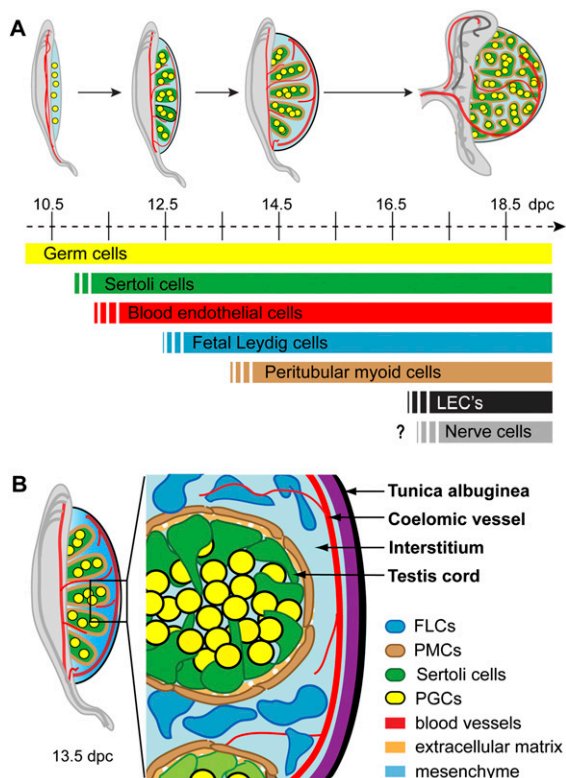 A
10.5 12.5 14.5 16.5 18.5 dpc
Germ cells
Sertoli cells
Blood endothelial cells
Fetal Leydig cells
Peritubular myoid cells
LEC's
? Nerve cells
B
Tunica albuginea
Coelomic vessel
Interstitium
Testis cord
FLCs
PMCs
Sertoli cells
PGCs
blood vessels
extracellular matrix
mesenchyme
13.5 dpc